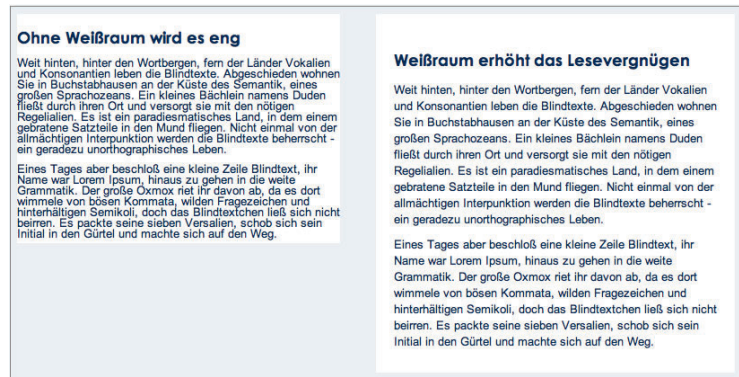 Ohne Weißraum wird es eng
Weit hinten, hinter den Wortbergen, fern der Länder Vokalien
und Konsonantien leben die Blindtexte. Abgeschieden wohnen
Sie in Buchstabhausen an der Küste des Semantik, eines
großen Sprachozeans. Ein kleines Bächlein namens Duden
fließt durch ihren Ort und versorgt sie mit den nötigen
Regelialien. Es ist ein paradiesmatisches Land, in dem einem
gebratene Satzteile in den Mund fliegen. Nicht einmal von der
allmächtigen Interpunktion werden die Blindtexte beherrscht -
ein geradezu unorthographisches Leben.
Eines Tages aber beschloß eine kleine Zeile Blindtext, ihr
Name war Lorem Ipsum, hinaus zu gehen in die weite
Grammatik. Der große Oxmox riet ihr davon ab, da es dort
wimmele von bösen Kommata, wilden Fragezeichen und
hinterhältigen Semikoli, doch das Blindtextchen ließ sich nicht
beirren. Es packte seine sieben Versalien, schob sich sein
Initial in den Gürtel und machte sich auf den Weg.
Weißraum erhöht das Lesevergnügen
Weit hinten, hinter den Wortbergen, fern der Länder Vokalien
und Konsonantien leben die Blindtexte. Abgeschieden wohnen
Sie in Buchstabhausen an der Küste des Semantik, eines
großen Sprachozeans. Ein kleines Bächlein namens Duden
fließt durch ihren Ort und versorgt sie mit den nötigen
Regelialien. Es ist ein paradiesmatisches Land, in dem einem
gebratene Satzteile in den Mund fliegen. Nicht einmal von der
allmächtigen Interpunktion werden die Blindtexte beherrscht -
ein geradezu unorthographisches Leben.
Eines Tages aber beschloß eine kleine Zeile Blindtext, ihr
Name war Lorem Ipsum, hinaus zu gehen in die weite
Grammatik. Der große Oxmox riet ihr davon ab, da es dort
wimmele von bösen Kommata, wilden Fragezeichen und
hinterhältigen Semikoli, doch das Blindtextchen ließ sich nicht
beirren. Es packte seine sieben Versalien, schob sich sein
Initial in den Gürtel und machte sich auf den Weg.